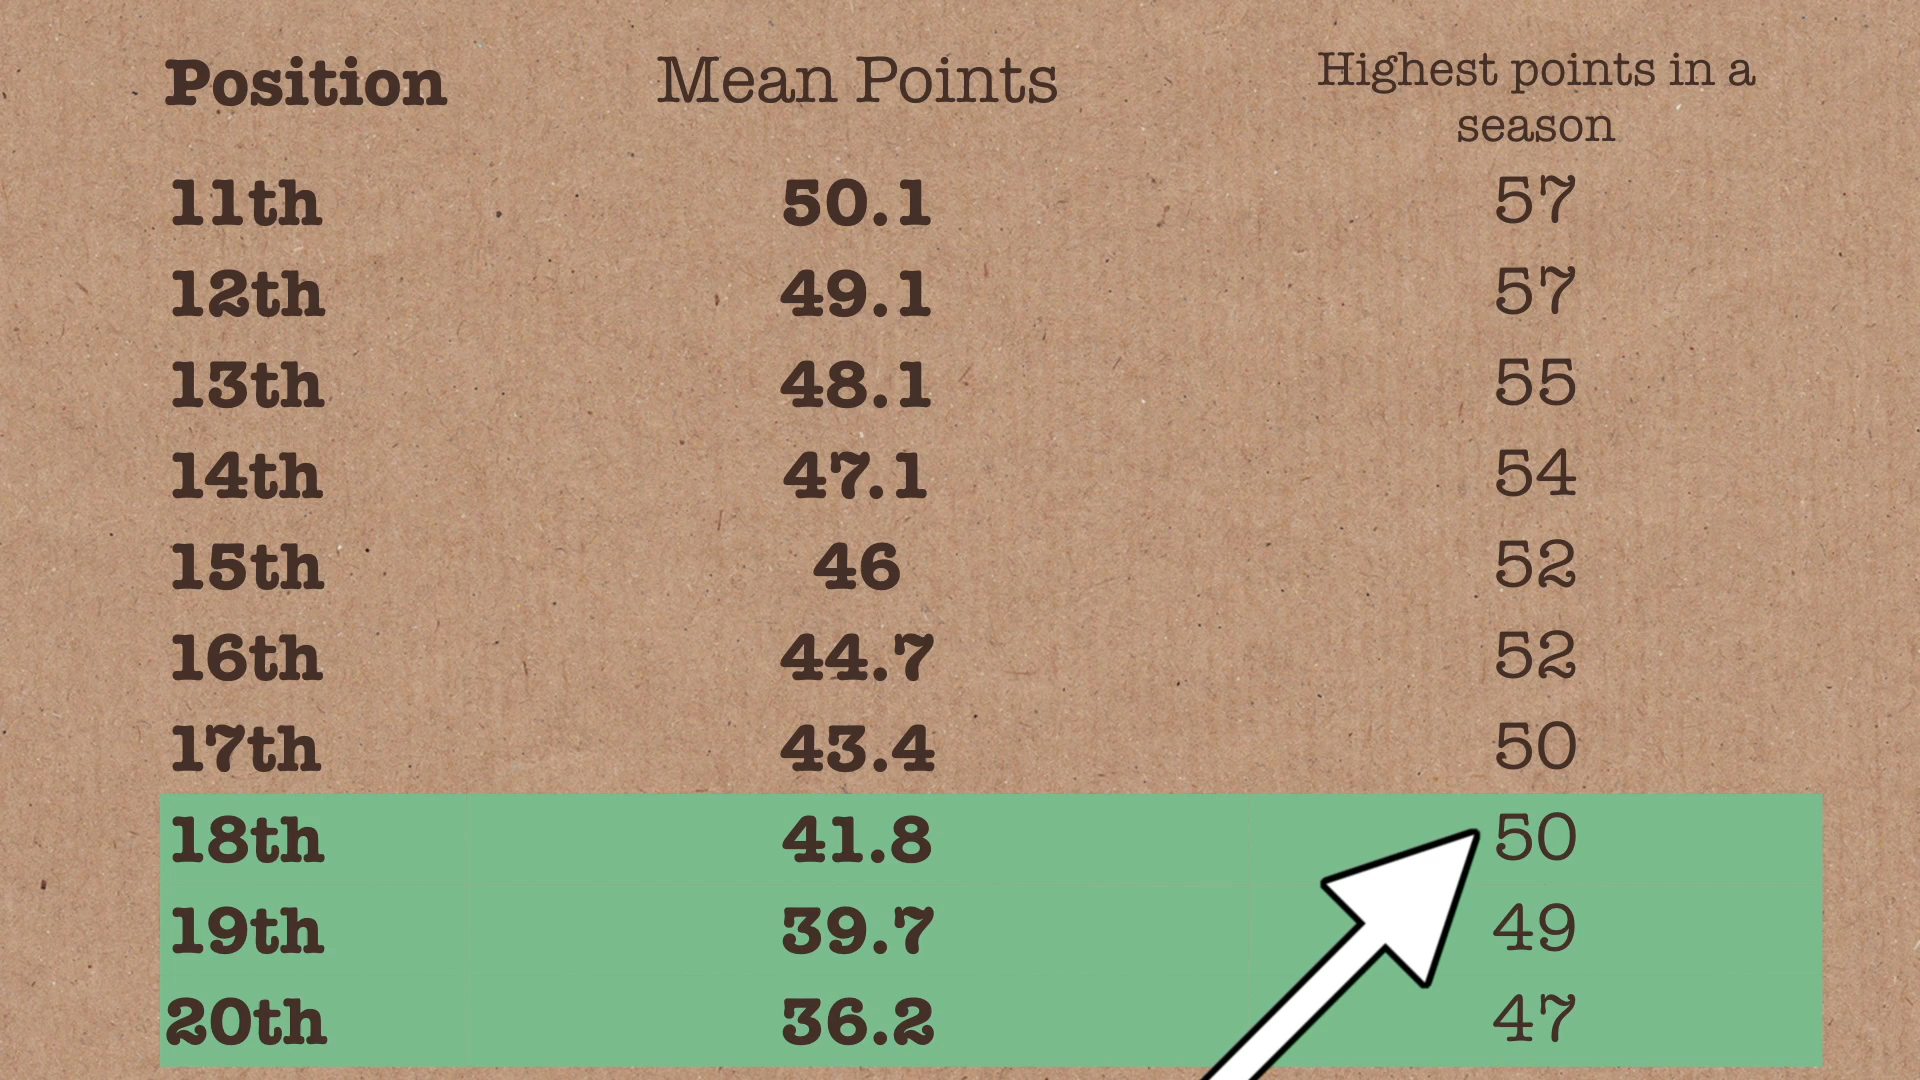 Position Mean Points Highest points in a
season
11th 50.1 57
12th 49.1 57
13th 48.1 55
14th 47.1 54
15th 46 52
16th 44.7 52
17th 43.4 50
18th 41.8 50
19th 39.7 49
20th 36.2 47